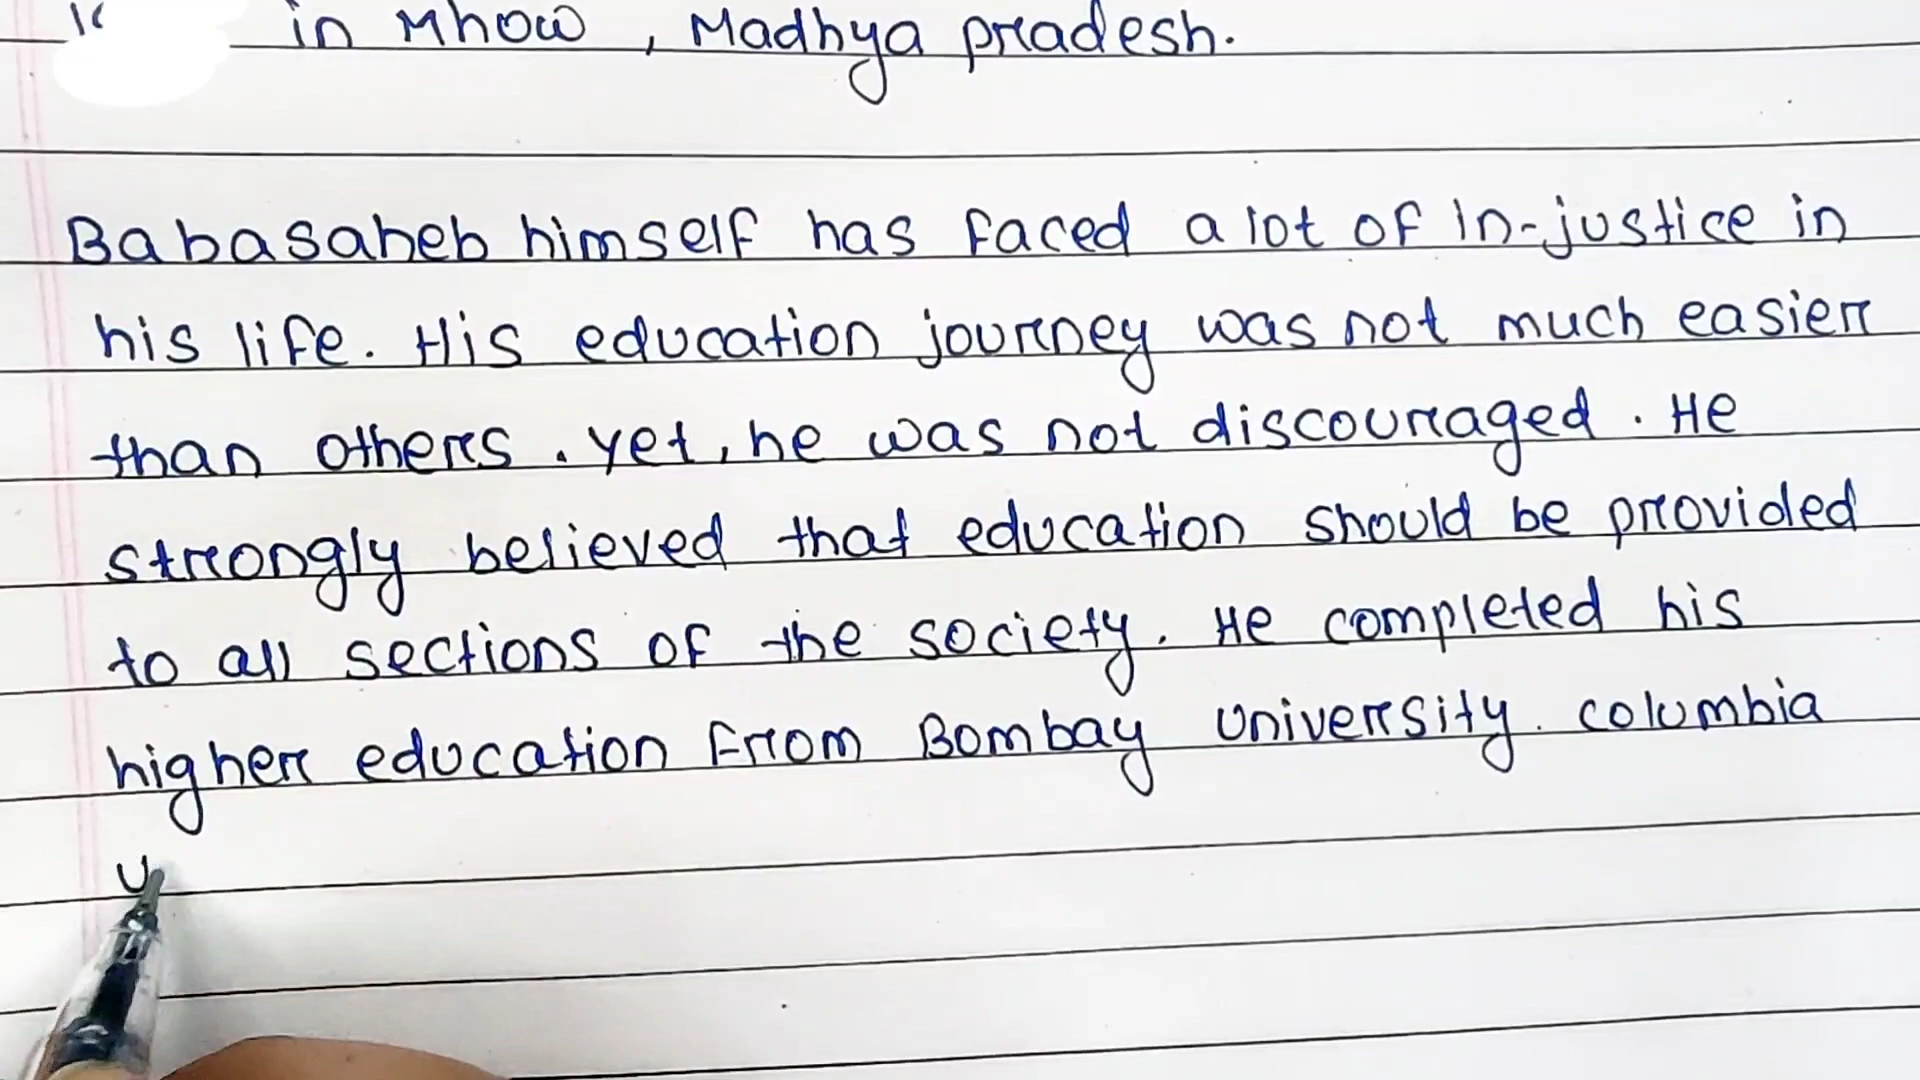 in Mhow, Madhya pradesh.
Babasaheb himself has faced a lot of In-justice in
his life. His education journey was not much easier
than others. yet, he was not discouraged. He
strongly believed that education should be provided
to all sections of the society. He completed his
higher education From Bombay University. columbia
U